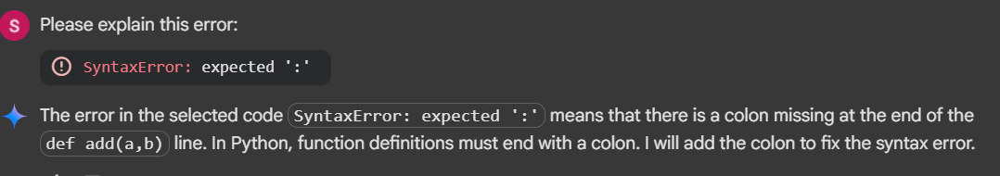 S
Please explain this error:
SyntaxError: expected ':'
The error in the selected code SyntaxError: expected ':' means that there is a colon missing at the end of the
def add(a,b) line. In Python, function definitions must end with a colon. I will add the colon to fix the syntax error.